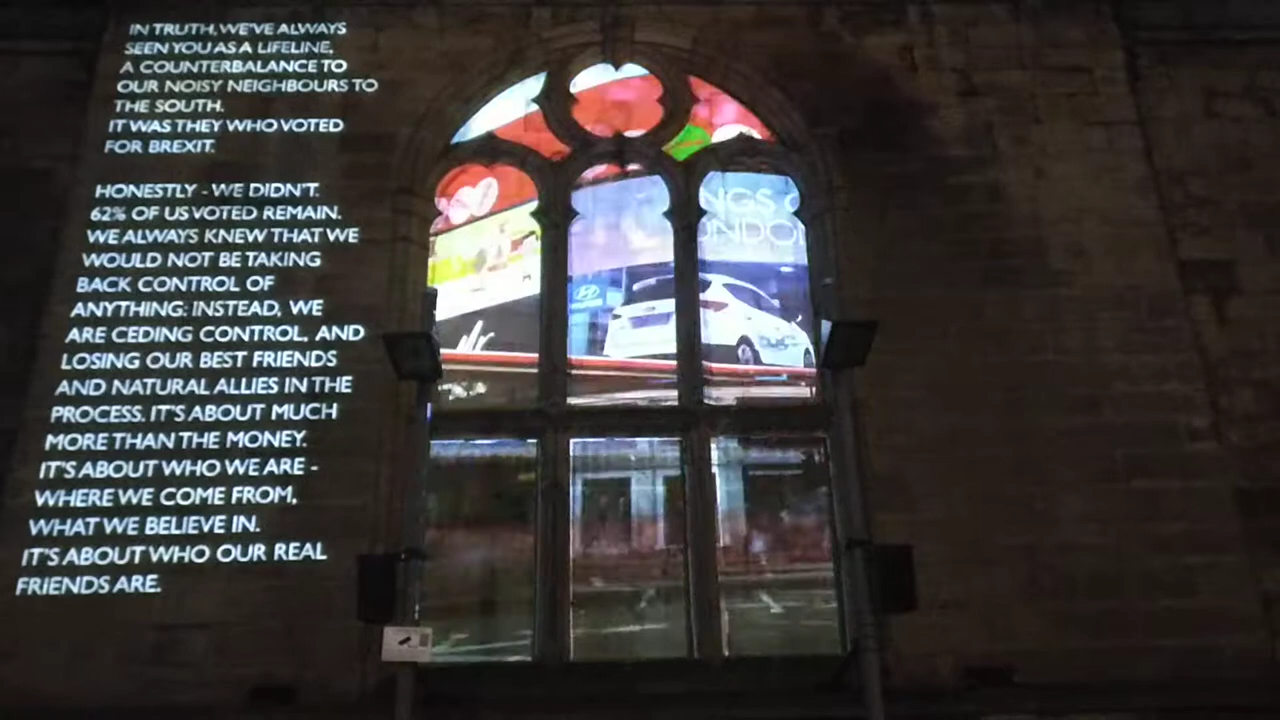 IN TRUTH, WE'VE ALWAYS
SEEN YOU AS A LIFELINE,
A COUNTERBALANCE TO
OUR NOISY NEIGHBOURS TO
THE SOUTH.
IT WAS THEY WHO VOTED
FOR BREXIT.
HONESTLY - WE DIDN'T.
62% OF US VOTED REMAIN.
WE ALWAYS KNEW THAT WE
WOULD NOT BE TAKING
BACK CONTROL OF
ANYTHING: INSTEAD, WE
ARE CEDING CONTROL, AND
LOSING OUR BEST FRIENDS
AND NATURAL ALLIES IN THE
PROCESS. IT'S ABOUT MUCH
MORE THAN THE MONEY.
IT'S ABOUT WHO WE ARE -
WHERE WE COME FROM,
WHAT WE BELIEVE IN.
IT'S ABOUT WHO OUR REAL
FRIENDS ARE.